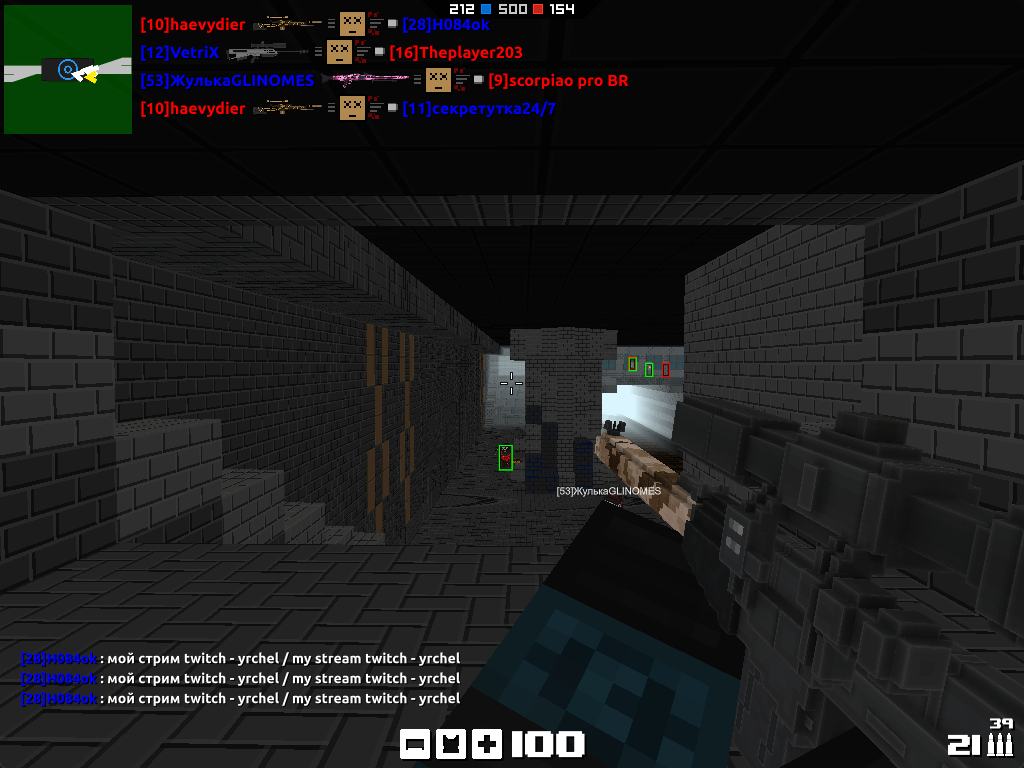 212 500 154
[10]haevydier [28]H084ok
[12]VetriX [16]Theplayer203
[53]ЖулькаGLINOMES [9]scorpiao pro BR
[10]haevydier [11]секретутка24/7
[53]ЖулькаGLINOMES
[28]H084ok : мой стрим twitch - yrchel / my stream twitch - yrchel
[28]H084ok : мой стрим twitch - yrchel / my stream twitch - yrchel
[28]H084ok : мой стрим twitch - yrchel / my stream twitch - yrchel
39
100 21